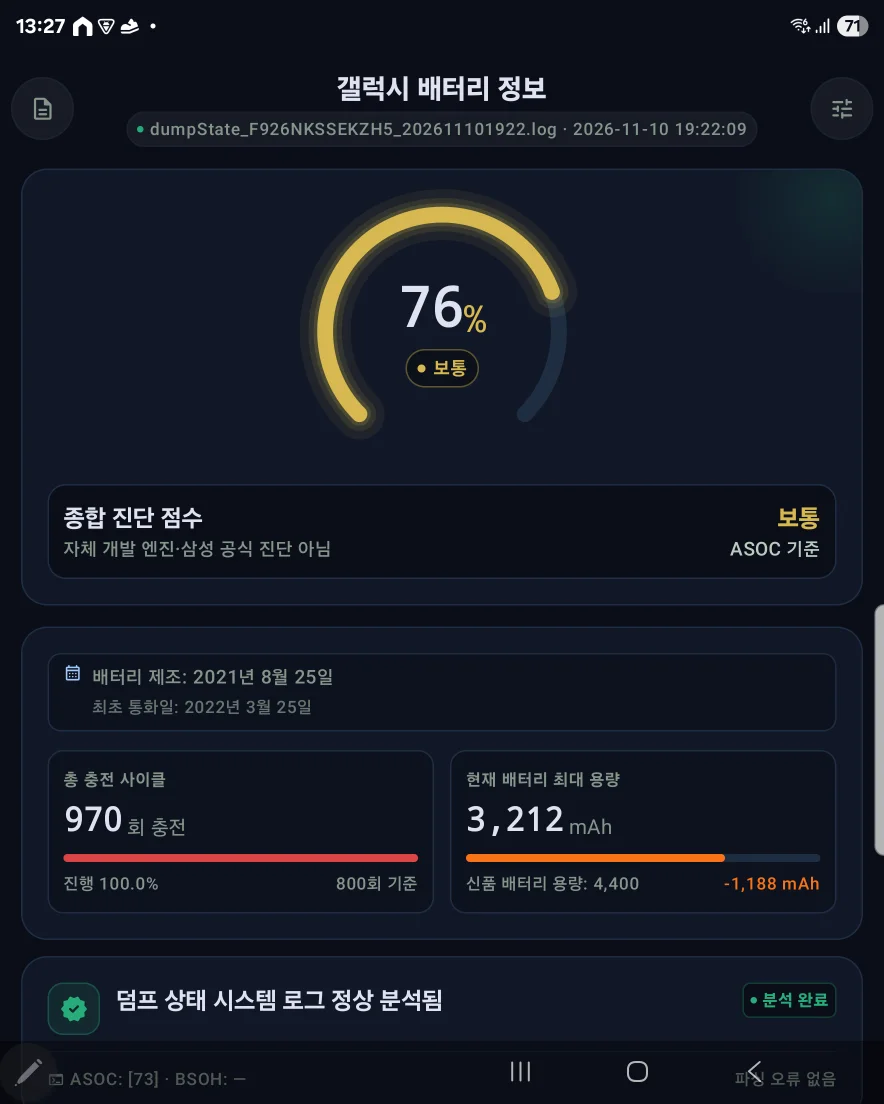 13:27
71
갤럭시 배터리 정보
dumpState_F926NKSSEKZH5_202611101922.log · 2026-11-10 19:22:09
76%
보통
종합 진단 점수
보통
자체 개발 엔진·삼성 공식 진단 아님
ASOC 기준
배터리 제조: 2021년 8월 25일
최초 통화일: 2022년 3월 25일
총 충전 사이클
970 회 충전
진행 100.0%
800회 기준
현재 배터리 최대 용량
3,212 mAh
신품 배터리 용량: 4,400
-1,188 mAh
덤프 상태 시스템 로그 정상 분석됨
분석 완료
ASOC: [73] · BSOH: —
파싱 오류 없음